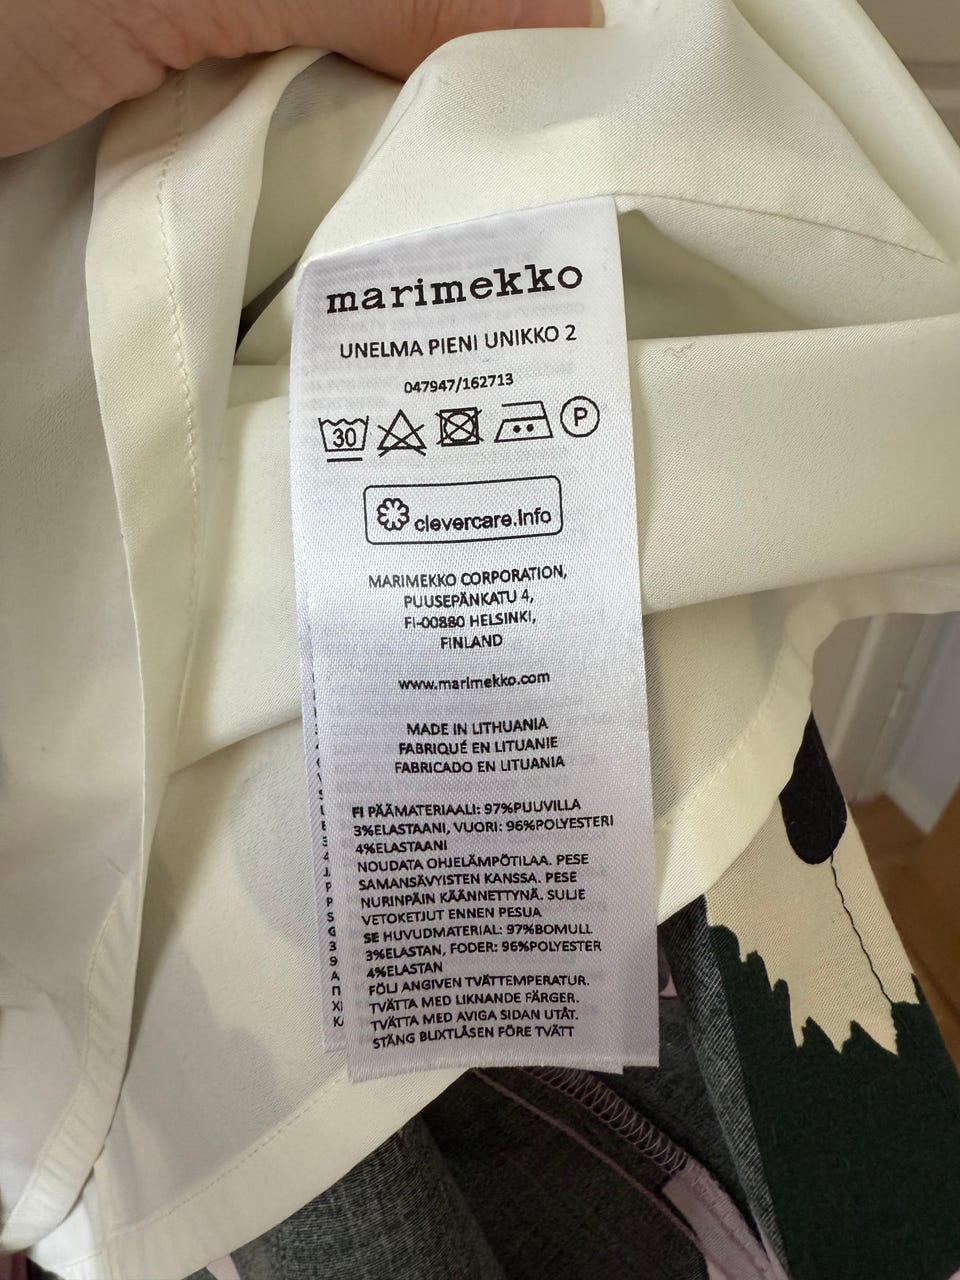 marimekko
UNELMA PIENI UNIKKO 2
047947/162713
30
P
clevercare.info
MARIMEKKO CORPORATION,
PUUSEPÄNKATU 4,
FI-00880 HELSINKI,
FINLAND
www.marimekko.com
MADE IN LITHUANIA
FABRIQUÉ EN LITUANIE
FABRICADO EN LITUANIA
FI PÄÄMATERIAALI: 97%PUUVILLA
3%ELASTAANI, VUORI: 96%POLYESTERI
4%ELASTAANI
NOUDATA OHJELÄMPÖTILAA. PESE
SAMANSÄVYISTEN KANSSA. PESE
NURINPÄIN KÄÄNNETTYNÄ. SULJE
VETOKETJUT ENNEN PESUA
SE HUVUDMATERIAL: 97%BOMULL
3%ELASTAN, FODER: 96%POLYESTER
4%ELASTAN
FÖLJ ANGIVEN TVÄTTEMPERATUR.
TVÄTTA MED LIKNANDE FÄRGER.
TVÄTTA MED AVIGA SIDAN UTÅT.
STÄNG BLIXTLÅSEN FÖRE TVÄTT